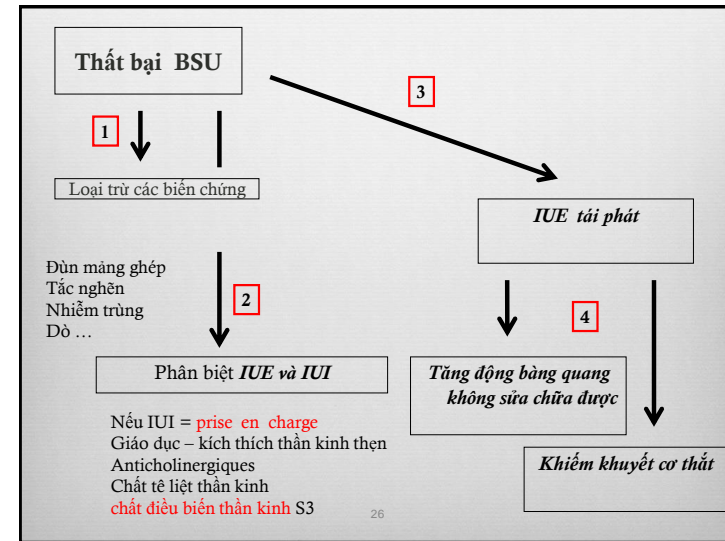 Thất bại BSU
3
1
Loại trừ các biến chứng
IUE tái phát
Đùn mảng ghép
Tắc nghẽn
Nhiễm trùng
Dò …
2
4
Phân biệt IUE và IUI
Tăng động bàng quang
không sửa chữa được
Nếu IUI = prise en charge
Giáo dục – kích thích thần kinh thẹn
Anticholinergiques
Chất tê liệt thần kinh
chất điều biến thần kinh S3
Khiếm khuyết cơ thắt
26